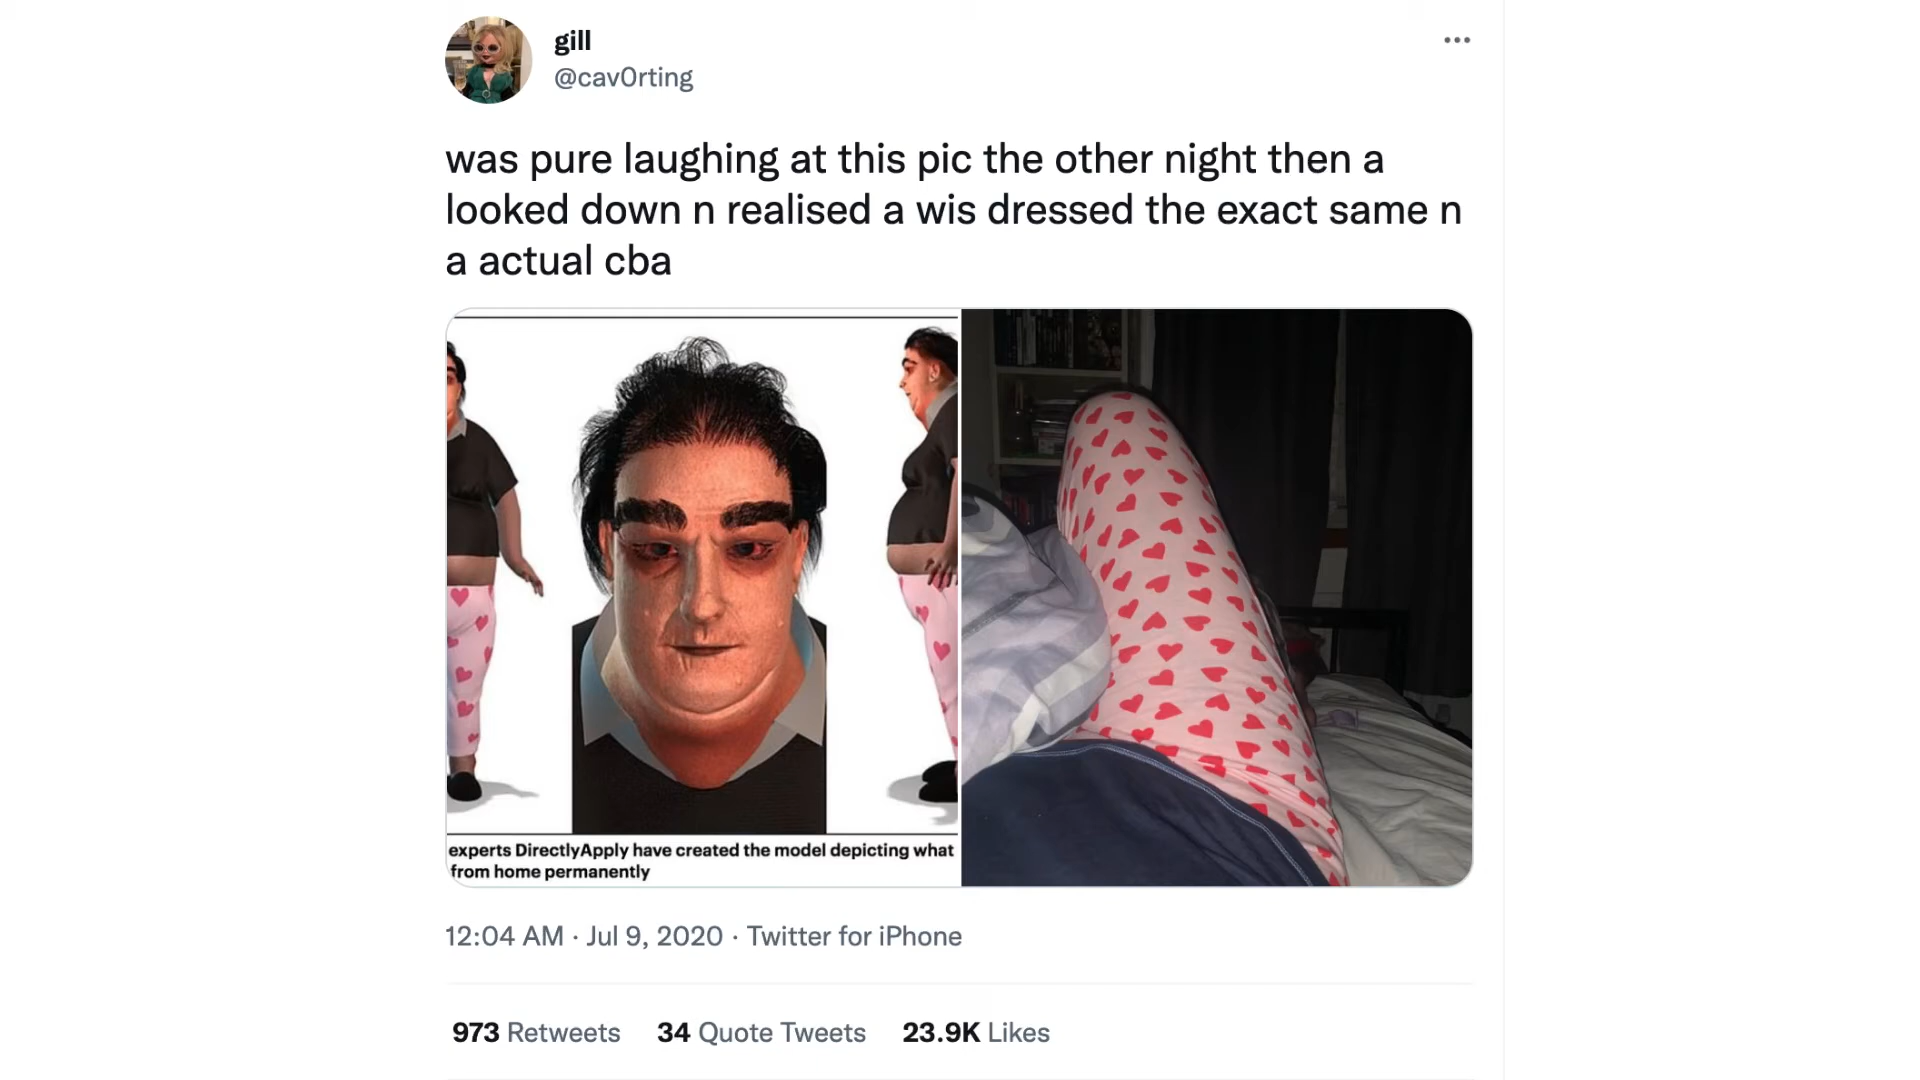 gill
@cav0rting
was pure laughing at this pic the other night then a
looked down n realised a wis dressed the exact same n
a actual cba
experts DirectlyApply have created the model depicting what
from home permanently
12:04 AM · Jul 9, 2020 · Twitter for iPhone
973 Retweets 34 Quote Tweets 23.9K Likes